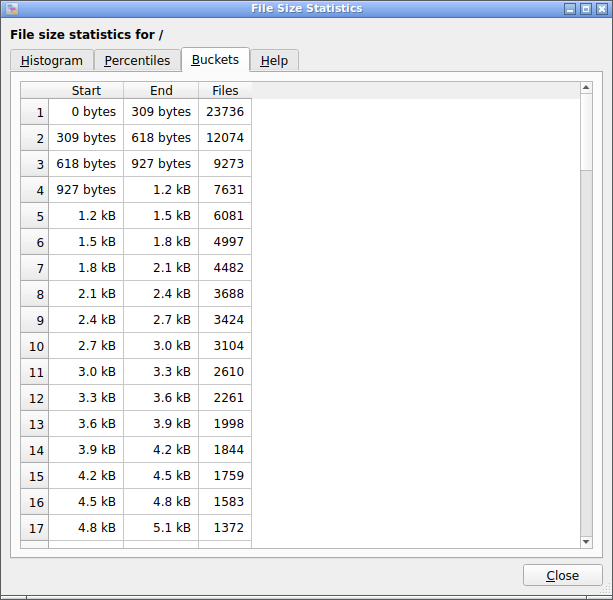 File Size Statistics
File size statistics for /
Histogram Percentiles Buckets Help
Start End Files
1 0 bytes 309 bytes 23736
2 309 bytes 618 bytes 12074
3 618 bytes 927 bytes 9273
4 927 bytes 1.2 kB 7631
5 1.2 kB 1.5 kB 6081
6 1.5 kB 1.8 kB 4997
7 1.8 kB 2.1 kB 4482
8 2.1 kB 2.4 kB 3688
9 2.4 kB 2.7 kB 3424
10 2.7 kB 3.0 kB 3104
11 3.0 kB 3.3 kB 2610
12 3.3 kB 3.6 kB 2261
13 3.6 kB 3.9 kB 1998
14 3.9 kB 4.2 kB 1844
15 4.2 kB 4.5 kB 1759
16 4.5 kB 4.8 kB 1583
17 4.8 kB 5.1 kB 1372
Close